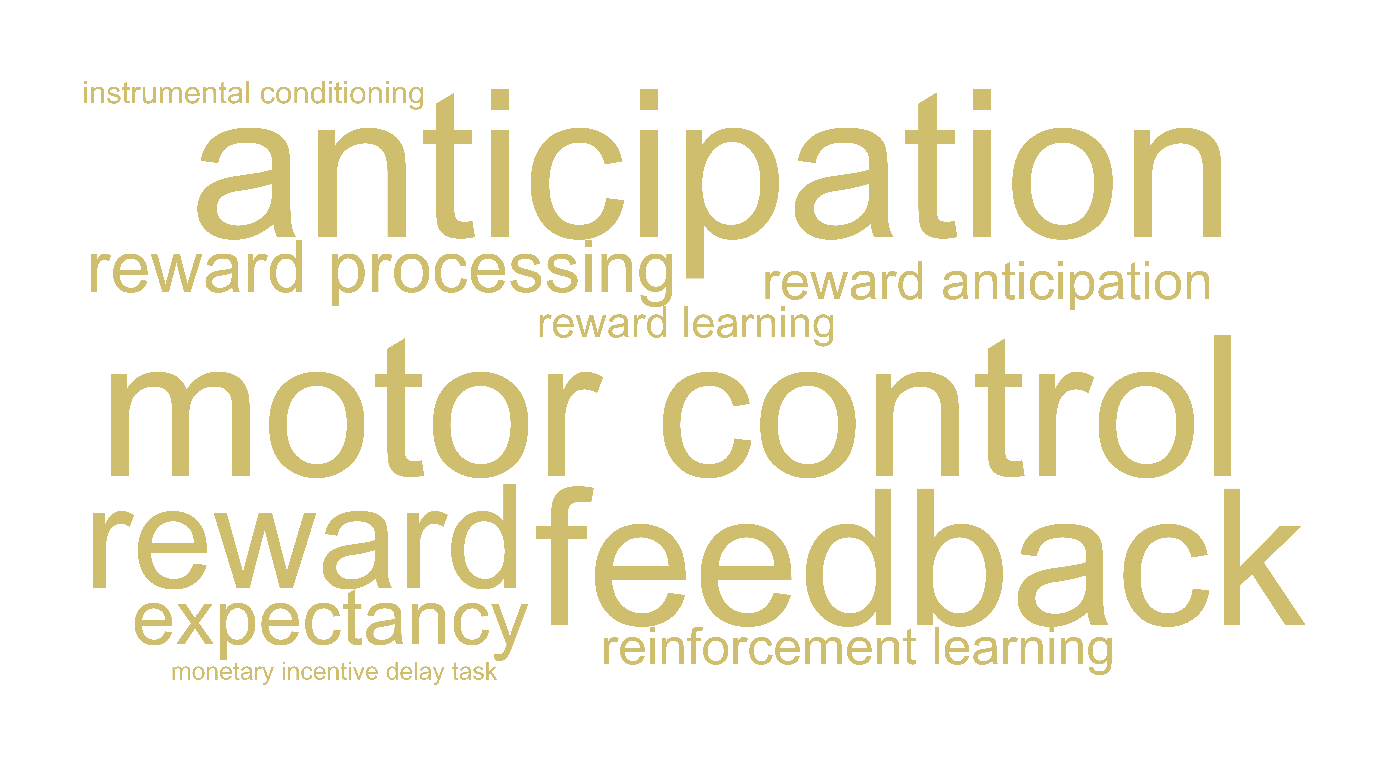 instrumental conditioning
anticipation
reward processing
reward anticipation
reward learning
motor control
reward
feedback
expectancy
reinforcement learning
monetary incentive delay task